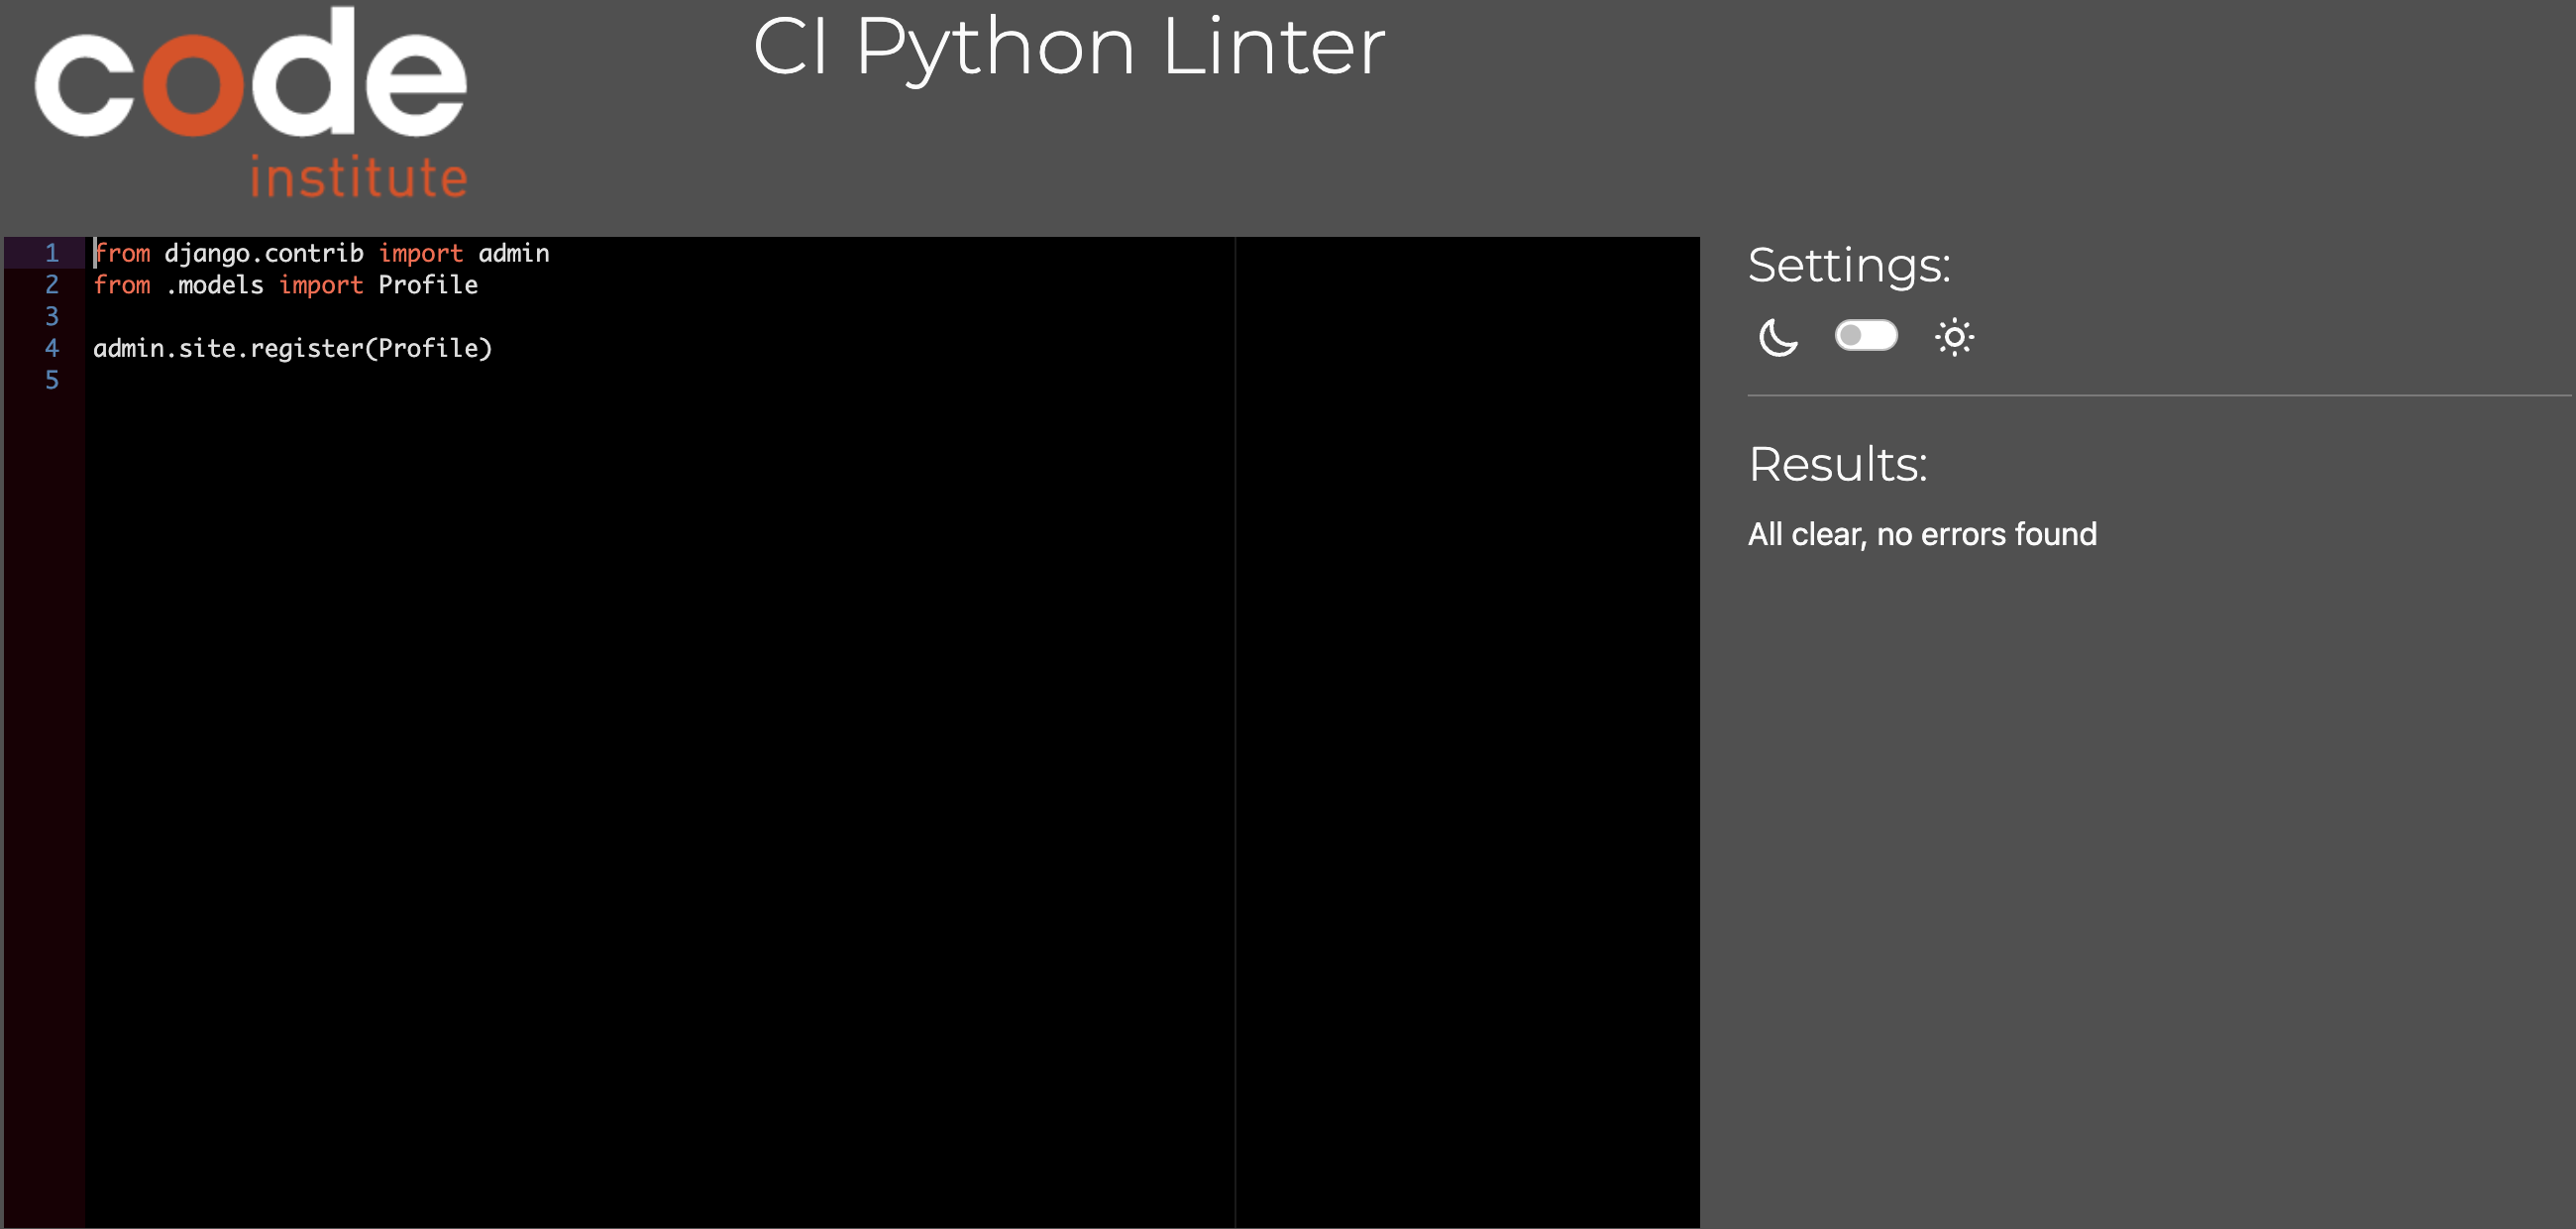 code
institute
CI Python Linter
1 from django.contrib import admin
2 from .models import Profile
3
4 admin.site.register(Profile)
5
Settings:
Results:
All clear, no errors found